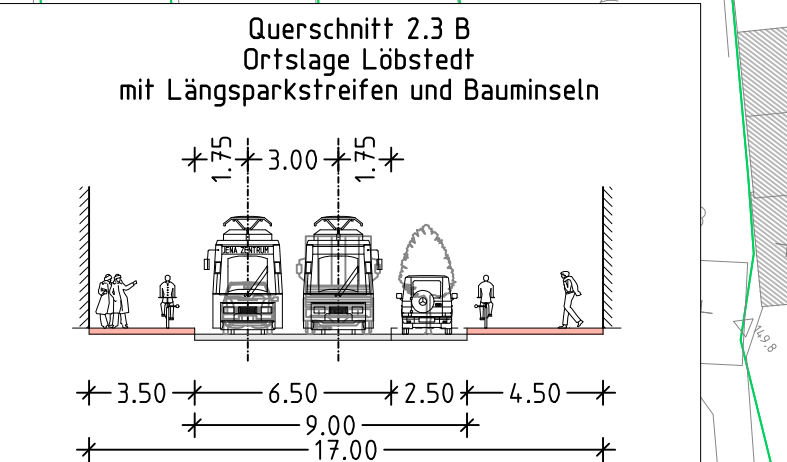 Querschnitt 2.3 B
Ortslage Löbstedt
mit Längsparkstreifen und Bauminseln
1.75 3.00 1.75
JENA ZENTRUM
149.8
3.50 6.50 2.50 4.50
9.00
17.00